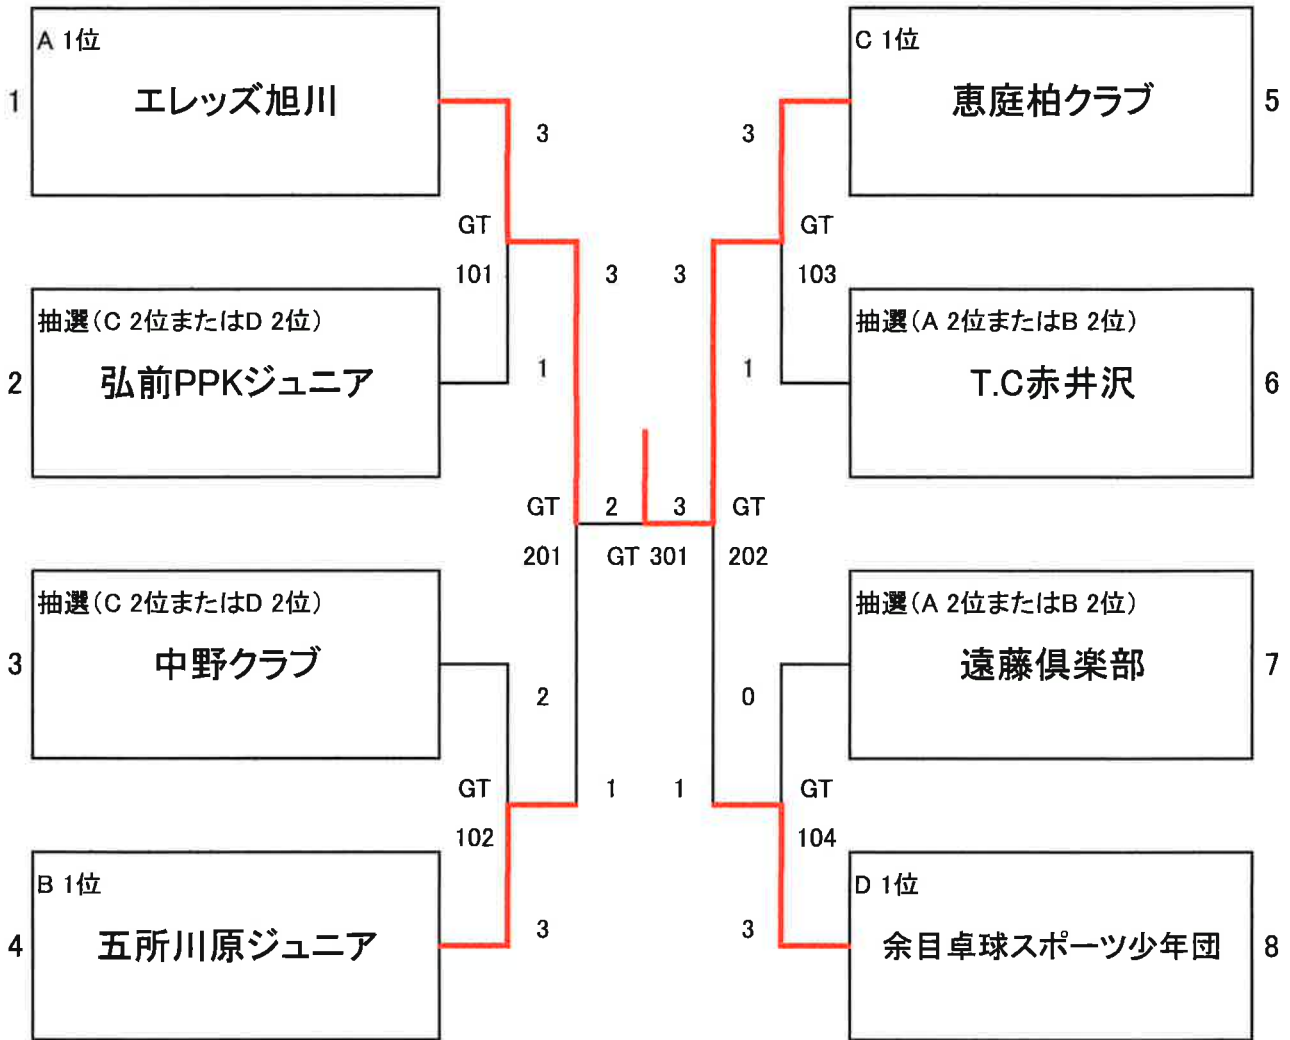 A 1位
1
エレッズ旭川
3
GT
101
抽選(C 2位またはD 2位)
2
弘前PPKジュニア
1
3
GT
201
抽選(C 2位またはD 2位)
3
中野クラブ
2
GT
102
1
B 1位
4
五所川原ジュニア
3
2
3
GT 301
C 1位
恵庭柏クラブ
5
3
GT
103
抽選(A 2位またはB 2位)
T.C赤井沢
6
1
3
GT
202
抽選(A 2位またはB 2位)
遠藤倶楽部
7
0
GT
104
1
D 1位
余目卓球スポーツ少年団
8
3